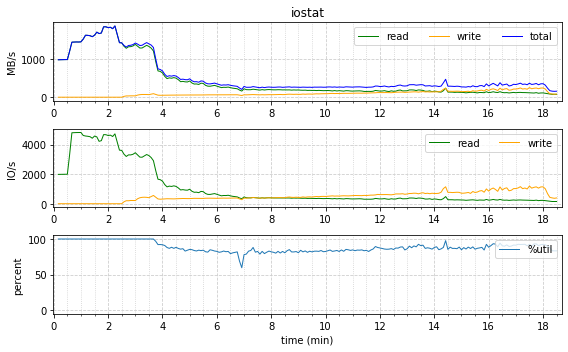 iostat
read write total
MB/s
1000
0
0 2 4 6 8 10 12 14 16 18
read write
IO/s
4000
2000
0
0 2 4 6 8 10 12 14 16 18
%util
percent
100
50
0
0 2 4 6 8 10 12 14 16 18
time (min)